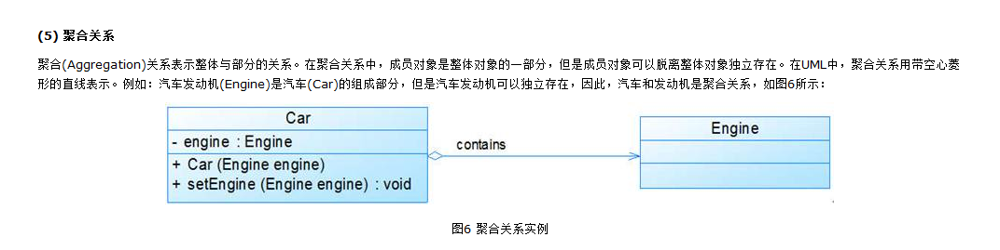 (5) 聚合关系
聚合(Aggregation)关系表示整体与部分的关系。在聚合关系中，成员对象是整体对象的一部分，但是成员对象可以脱离整体对象独立存在。在UML中，聚合关系用带空心菱
形的直线表示。例如：汽车发动机(Engine)是汽车(Car)的组成部分，但是汽车发动机可以独立存在，因此，汽车和发动机是聚合关系，如图6所示：
Car
- engine : Engine
+ Car (Engine engine)
+ setEngine (Engine engine) : void
contains
Engine
图6 聚合关系实例